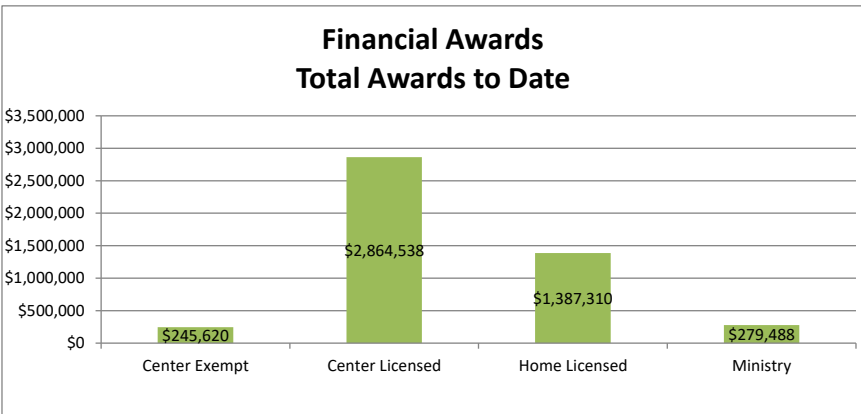 Financial Awards
Total Awards to Date
$3,500,000
$3,000,000
$2,500,000
$2,000,000
$1,500,000
$1,000,000
$500,000
$0
$245,620
$2,864,538
$1,387,310
$279,488
Center Exempt
Center Licensed
Home Licensed
Ministry